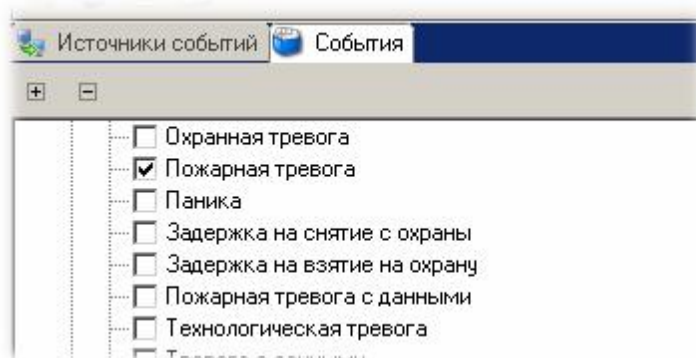 Источники событий События
Охранная тревога
Пожарная тревога
Паника
Задержка на снятие с охраны
Задержка на взятие на охрану
Пожарная тревога с данными
Технологическая тревога